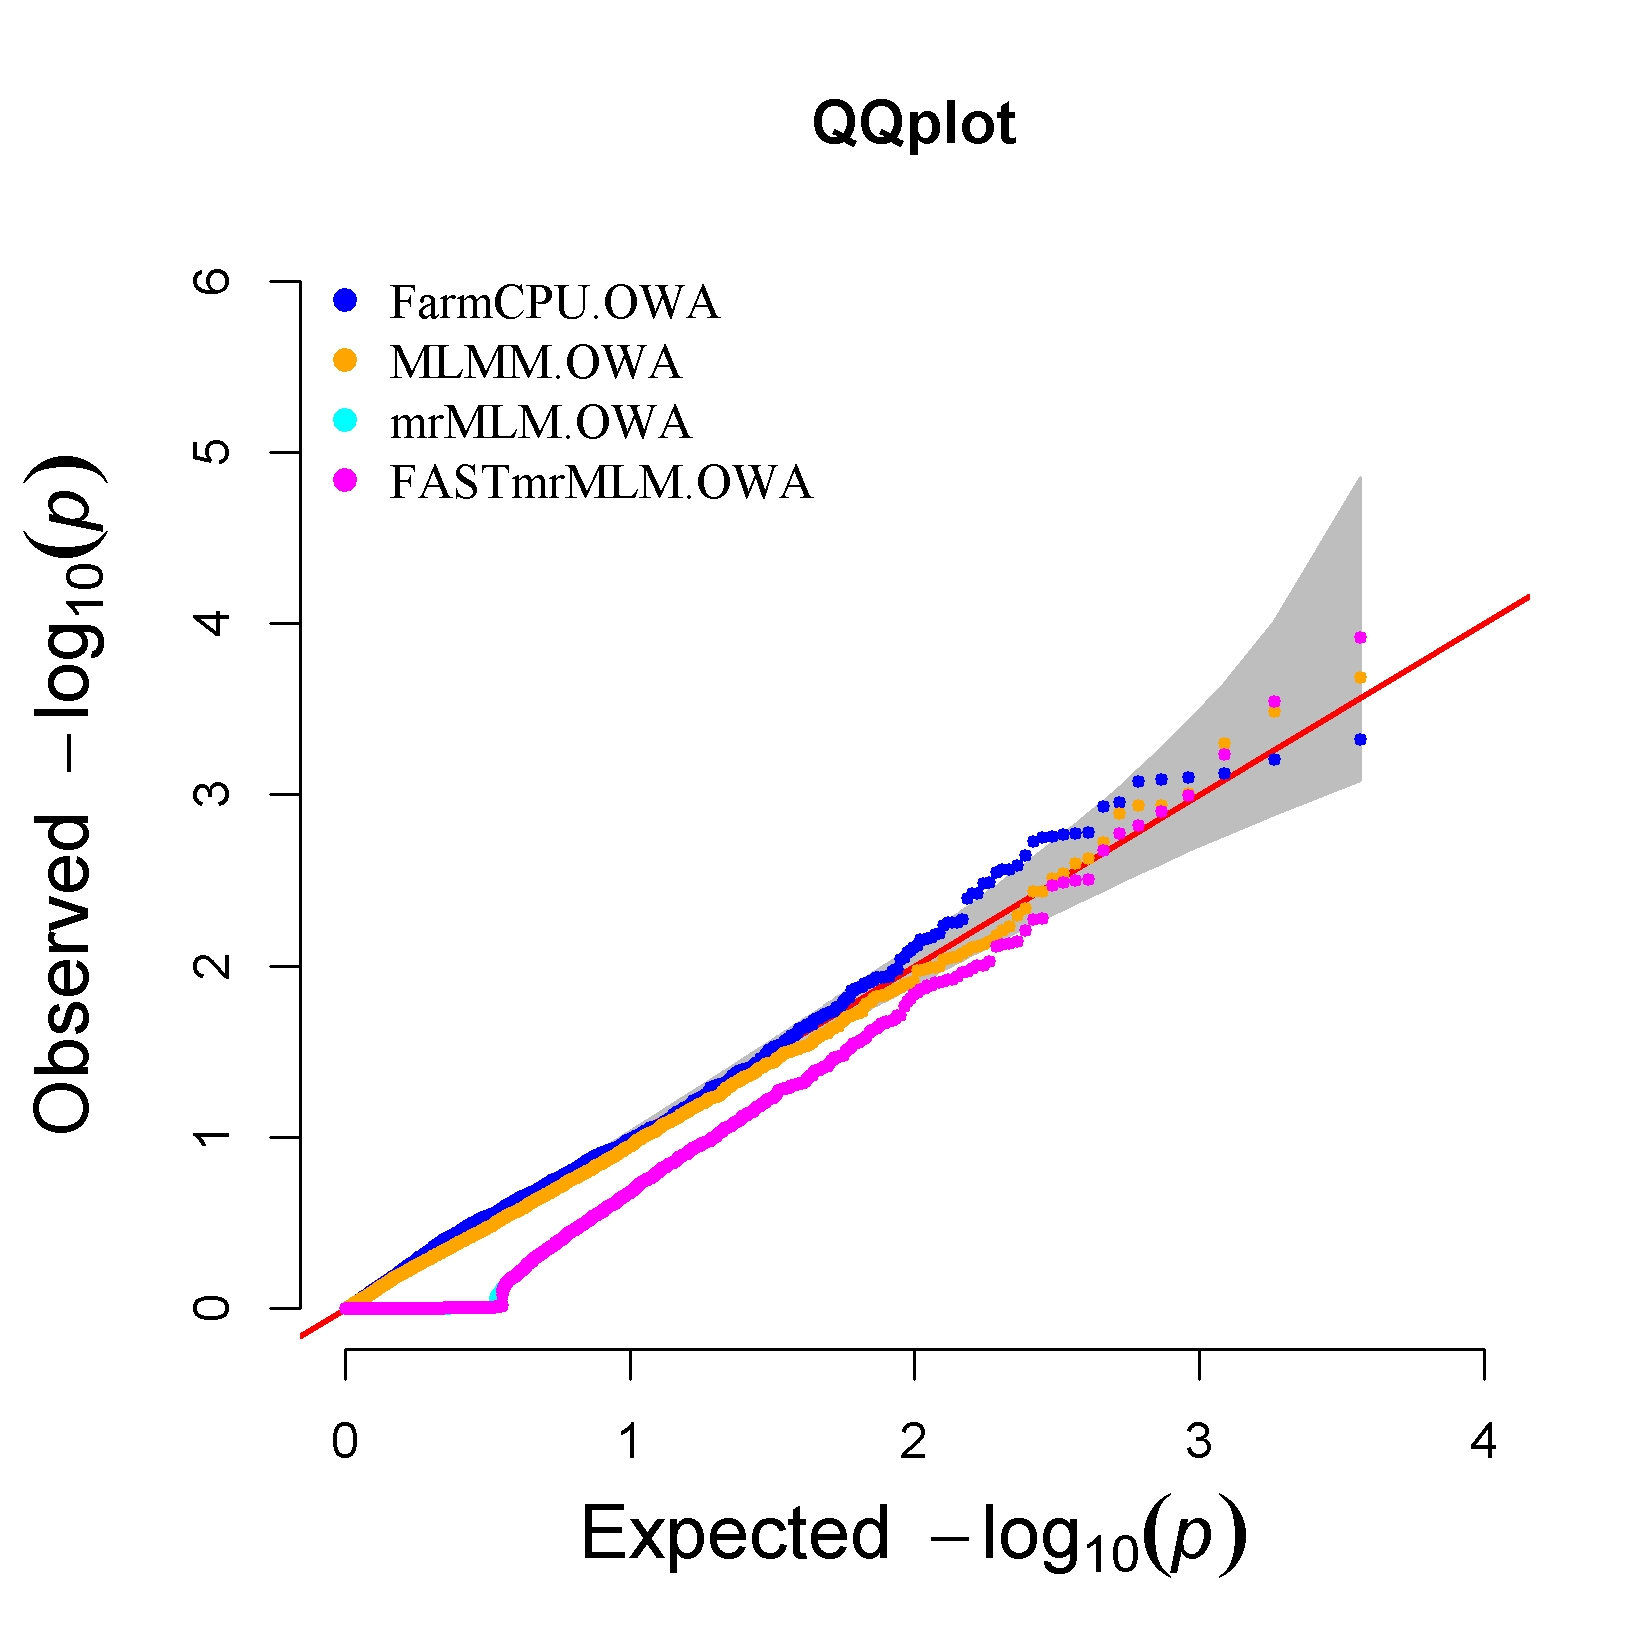 QQplot
6
5
4
3
2
1
0
FarmCPU.OWA
MLMM.OWA
mrMLM.OWA
FASTmrMLM.OWA
Observed −log₁₀(p)
0 1 2 3 4
Expected −log₁₀(p)